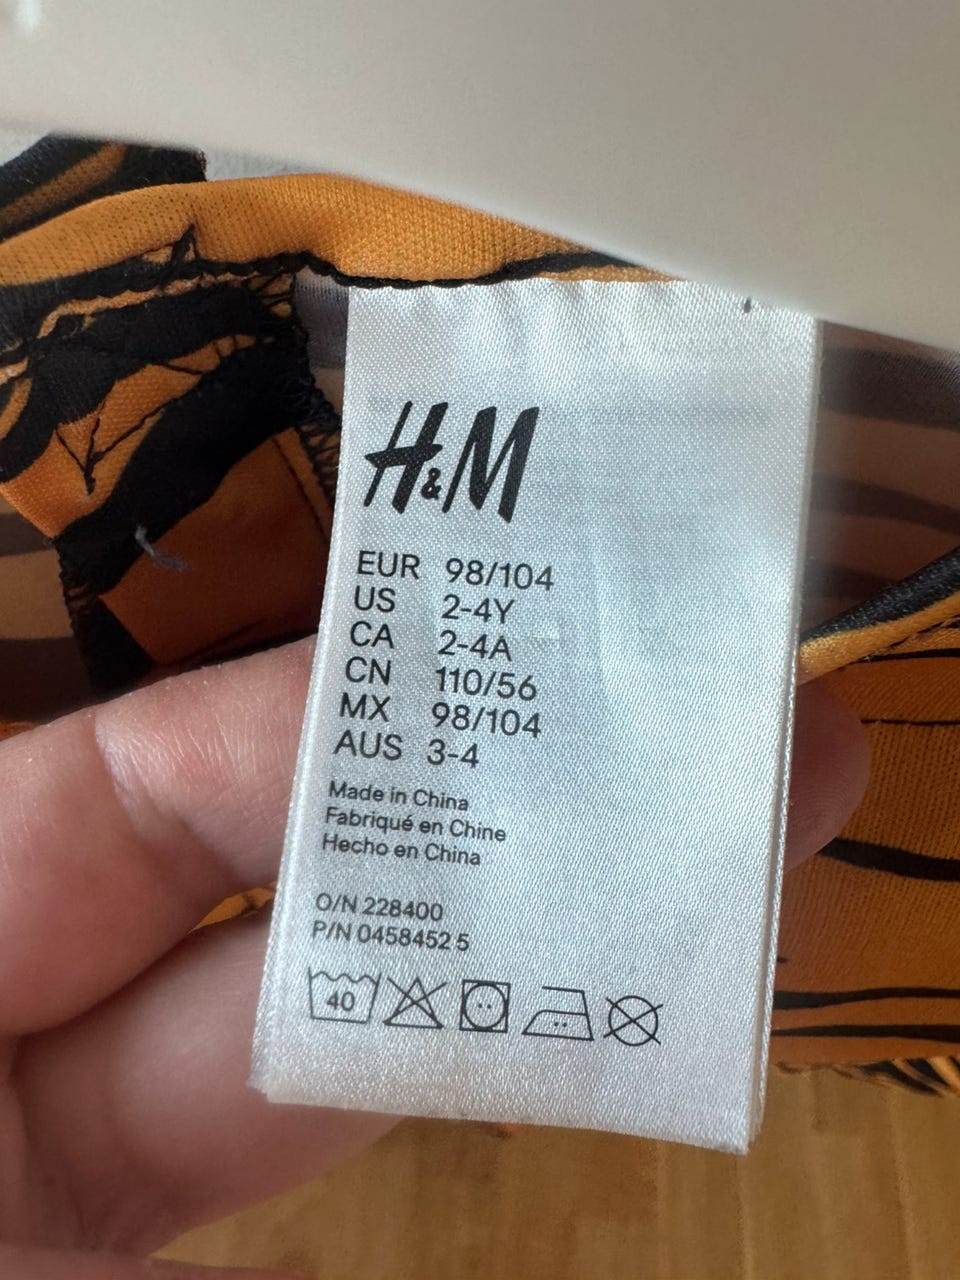 H&M
EUR 98/104
US 2-4Y
CA 2-4A
CN 110/56
MX 98/104
AUS 3-4
Made in China
Fabriqué en Chine
Hecho en China
O/N 228400
P/N 0458452 5
40